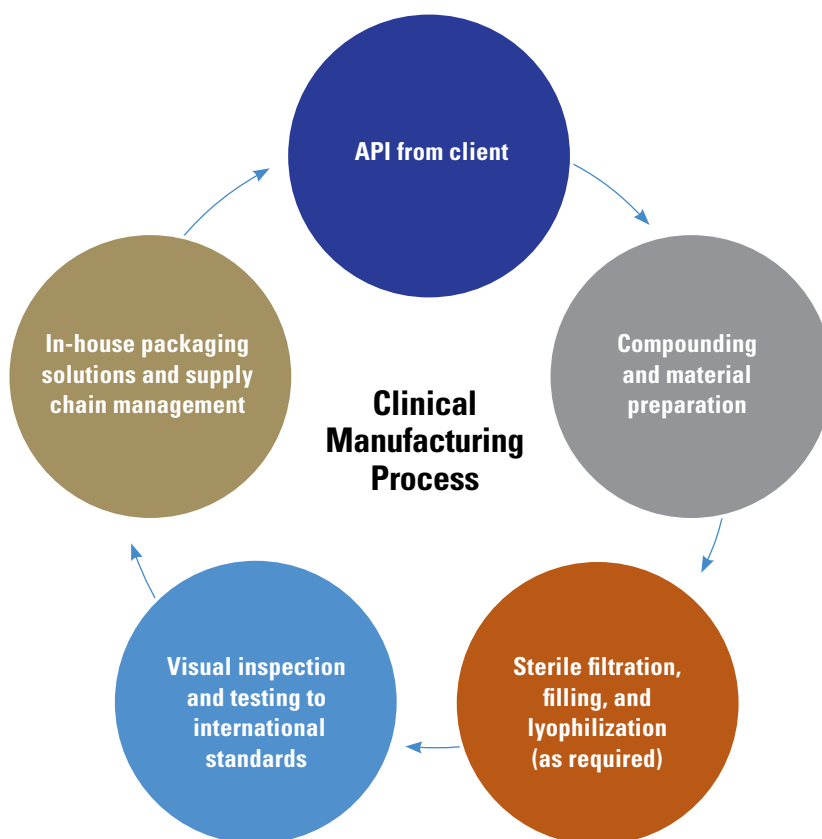 API from client
Compounding
and material
preparation
Sterile filtration,
filling, and
lyophilization
(as required)
Visual inspection
and testing to
international
standards
In-house packaging
solutions and supply
chain management
Clinical
Manufacturing
Process